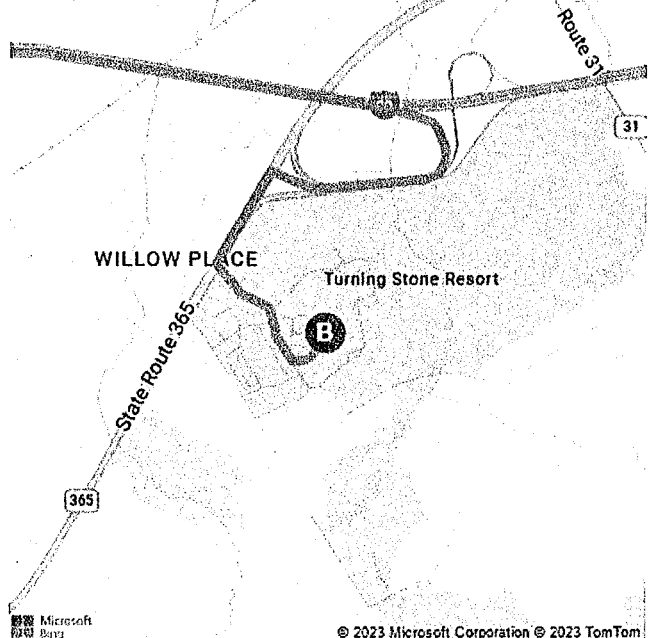 Route 31
31
WILLOW PLACE
Turning Stone Resort
B
State Route 365
365
Microsoft
Bing
© 2023 Microsoft Corporation © 2023 TomTom